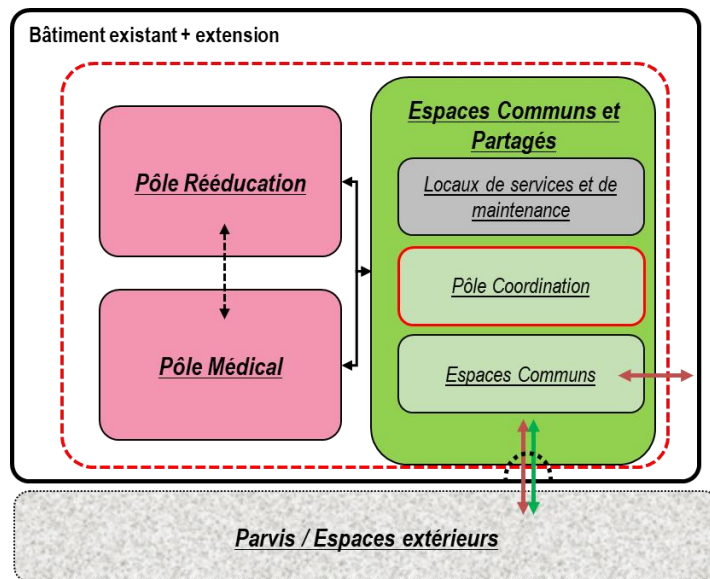 Bâtiment existant + extension
Espaces Communs et
Partagés
Pôle Rééducation
Locaux de services et de
maintenance
Pôle Coordination
Pôle Médical
Espaces Communs
Parvis / Espaces extérieurs